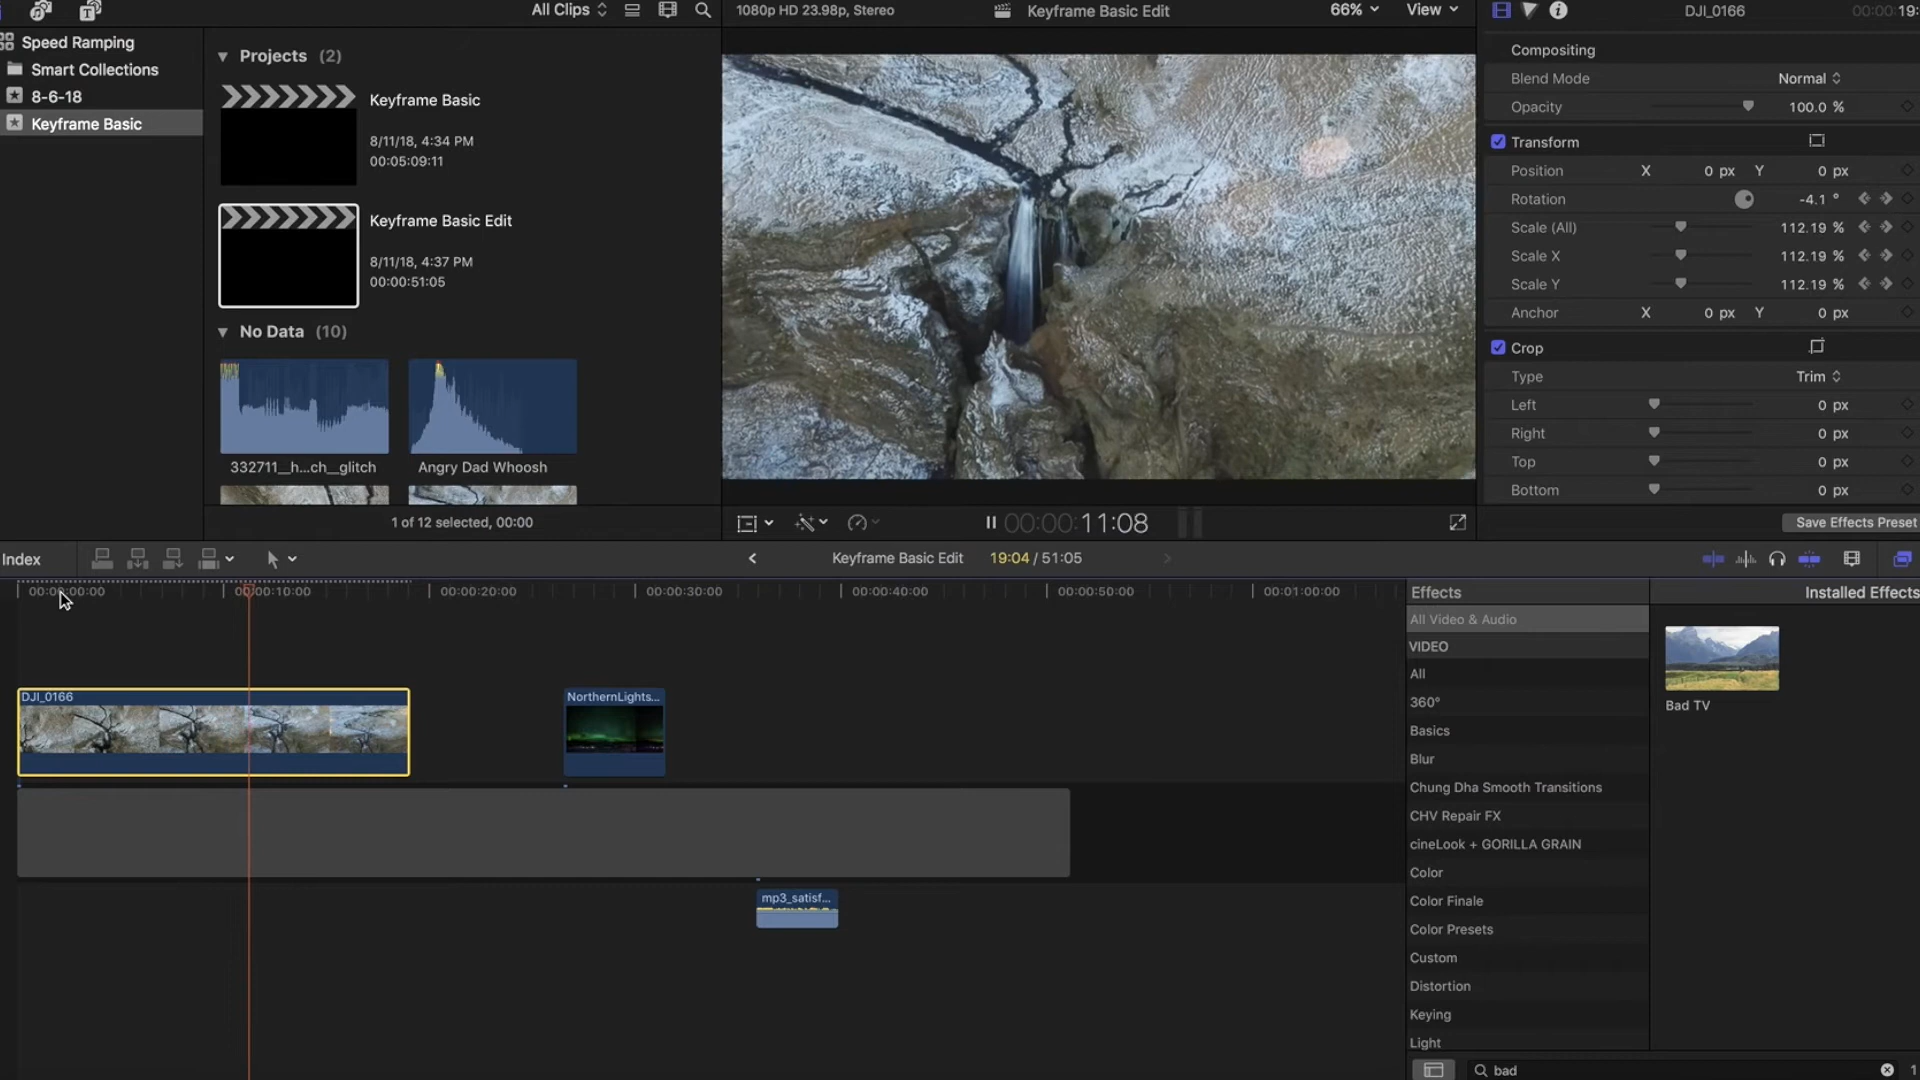 All Clips
1080p HD 23.98p, Stereo
Keyframe Basic Edit
66%
View
DJI_0166
00:00:19:
Speed Ramping
Smart Collections
8-6-18
Keyframe Basic
Projects (2)
Keyframe Basic
8/11/18, 4:34 PM
00:05:09:11
Keyframe Basic Edit
8/11/18, 4:37 PM
00:00:51:05
No Data (10)
332711__h...ch__glitch
Angry Dad Whoosh
1 of 12 selected, 00:00
00:00:11:08
Compositing
Blend Mode Normal
Opacity 100.0 %
Transform
Position X 0 px Y 0 px
Rotation -4.1 °
Scale (All) 112.19 %
Scale X 112.19 %
Scale Y 112.19 %
Anchor X 0 px Y 0 px
Crop
Type Trim
Left 0 px
Right 0 px
Top 0 px
Bottom 0 px
Save Effects Preset
Index
Keyframe Basic Edit
19:04 / 51:05
00:00:00:00
00:00:10:00
00:00:20:00
00:00:30:00
00:00:40:00
00:00:50:00
00:01:00:00
DJI_0166
NorthernLights...
mp3_satisf...
Effects
Installed Effects
All Video & Audio
VIDEO
All
360°
Basics
Blur
Chung Dha Smooth Transitions
CHV Repair FX
cineLook + GORILLA GRAIN
Color
Color Finale
Color Presets
Custom
Distortion
Keying
Light
Bad TV
bad
1